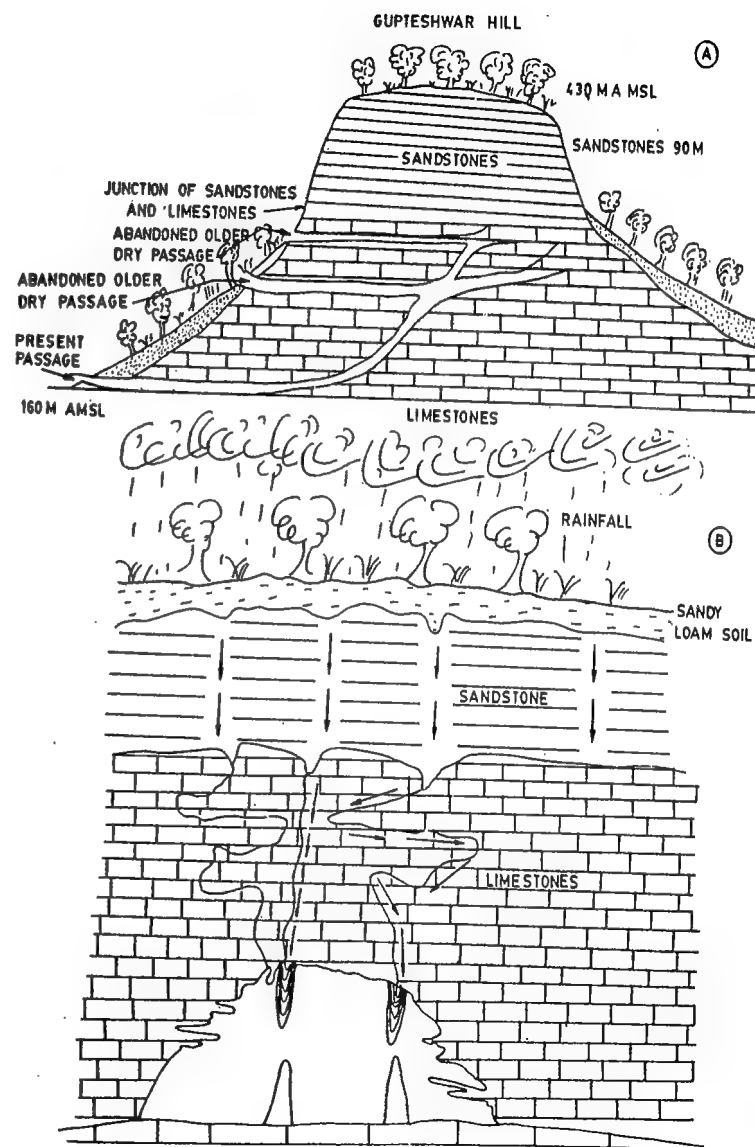 GUPTESHWAR HILL
A
430 M A MSL
SANDSTONES
SANDSTONES 90M
JUNCTION OF SANDSTONES
AND LIMESTONES
ABANDONED OLDER
DRY PASSAGE
ABANDONED OLDER
DRY PASSAGE
PRESENT
PASSAGE
160M AMSL
LIMESTONES
RAINFALL
B
SANDY
LOAM SOIL
SANDSTONE
LIMESTONES